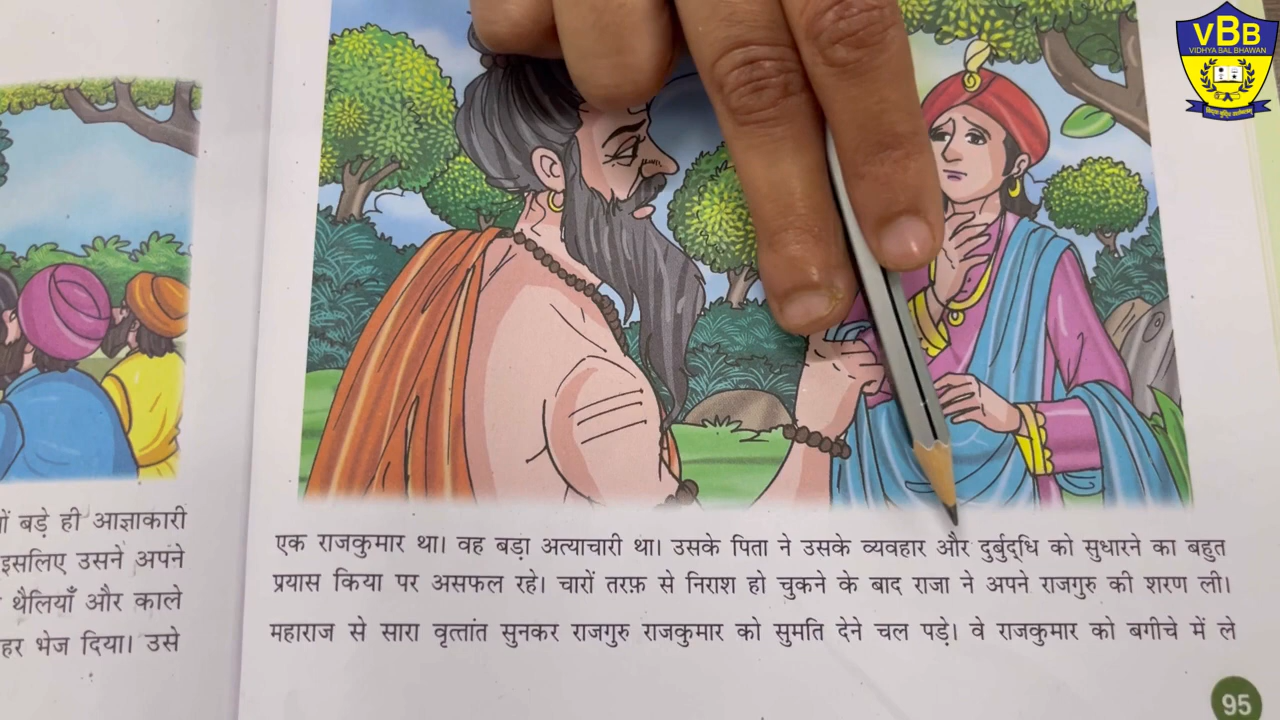 VBB
VIDHYA BAL BHAWAN
बड़े ही आज्ञाकारी
इसलिए उसने अपने
थैलियाँ और काले
हर भेज दिया। उसे
एक राजकुमार था। वह बड़ा अत्याचारी था। उसके पिता ने उसके व्यवहार और दुर्बुद्धि को सुधारने का बहुत
प्रयास किया पर असफल रहे। चारों तरफ़ से निराश हो चुकने के बाद राजा ने अपने राजगुरु की शरण ली।
महाराज से सारा वृत्तांत सुनकर राजगुरु राजकुमार को सुमति देने चल पड़े। वे राजकुमार को बगीचे में ले
95